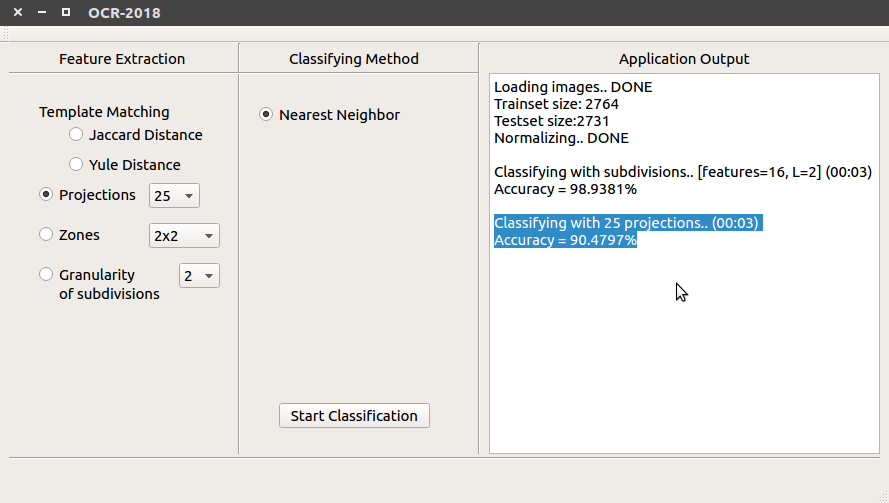 OCR-2018
Feature Extraction
Classifying Method
Application Output
Template Matching
Jaccard Distance
Yule Distance
Projections 25
Zones 2x2
Granularity
of subdivisions 2
Nearest Neighbor
Start Classification
Loading images.. DONE
Trainset size: 2764
Testset size:2731
Normalizing.. DONE
Classifying with subdivisions.. [features=16, L=2] (00:03)
Accuracy = 98.9381%
Classifying with 25 projections.. (00:03)
Accuracy = 90.4797%